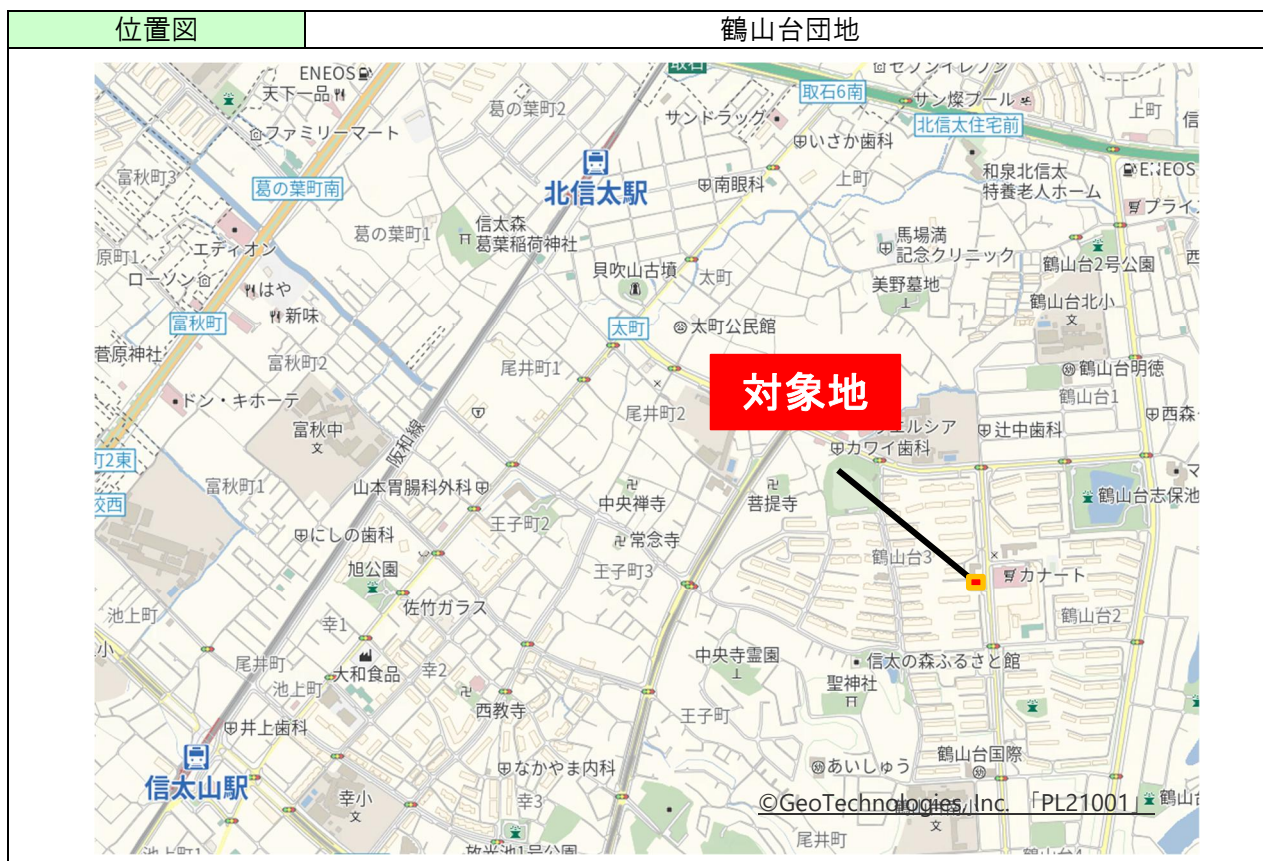 位置図
鶴山台団地
ENEOS
天下一品
ファミリーマート
葛の葉町2
サンドラッグ
取石6南
サン燦プール
北信太住宅前
上町
いさか歯科
和泉北信太
特養老人ホーム
ENEOS
富秋町3
葛の葉町南
北信太駅
南眼科
上町
エディオン
葛の葉町1
信太森
葛葉稲荷神社
馬場満
記念クリニック
鶴山台2号公園
原町1
ローソン
はや
新味
貝吹山古墳
太町
美野墓地
鶴山台北小
文
富秋町
太町
太町公民館
菅原神社
富秋町2
尾井町1
対象地
鶴山台明徳
鶴山台1
ドン・キホーテ
富秋中
文
尾井町2
カワイ歯科
辻中歯科
西森
町2東
阪和線
富秋町1
山本胃腸科外科
中央禅寺
菩提寺
鶴山台志保池
校西
にしの歯科
王子町2
常念寺
鶴山台3
旭公園
王子町3
カナート
池上町
佐竹ガラス
鶴山台2
幸1
尾井町
大和食品
幸2
中央寺霊園
信太の森ふるさと館
聖神社
池上町
西教寺
王子町
井上歯科
信太山駅
なかやま内科
あいしゅう
鶴山台国際
幸小
文
幸3
©GeoTechnologies, Inc. 「PL21001」
文
放光池1号公園
尾井町